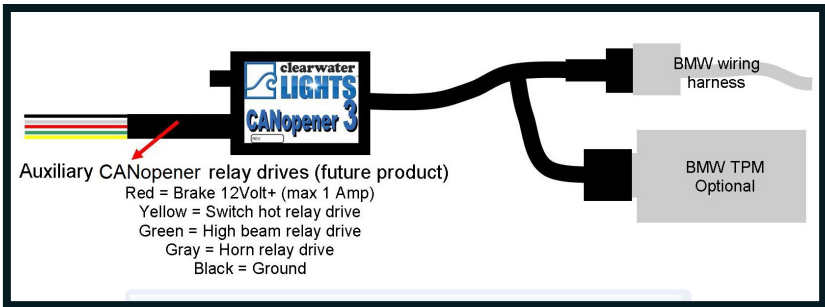 clearwater
LIGHTS
CANopener 3
BMW wiring
harness
BMW TPM
Optional
Auxiliary CANopener relay drives (future product)
Red = Brake 12Volt+ (max 1 Amp)
Yellow = Switch hot relay drive
Green = High beam relay drive
Gray = Horn relay drive
Black = Ground